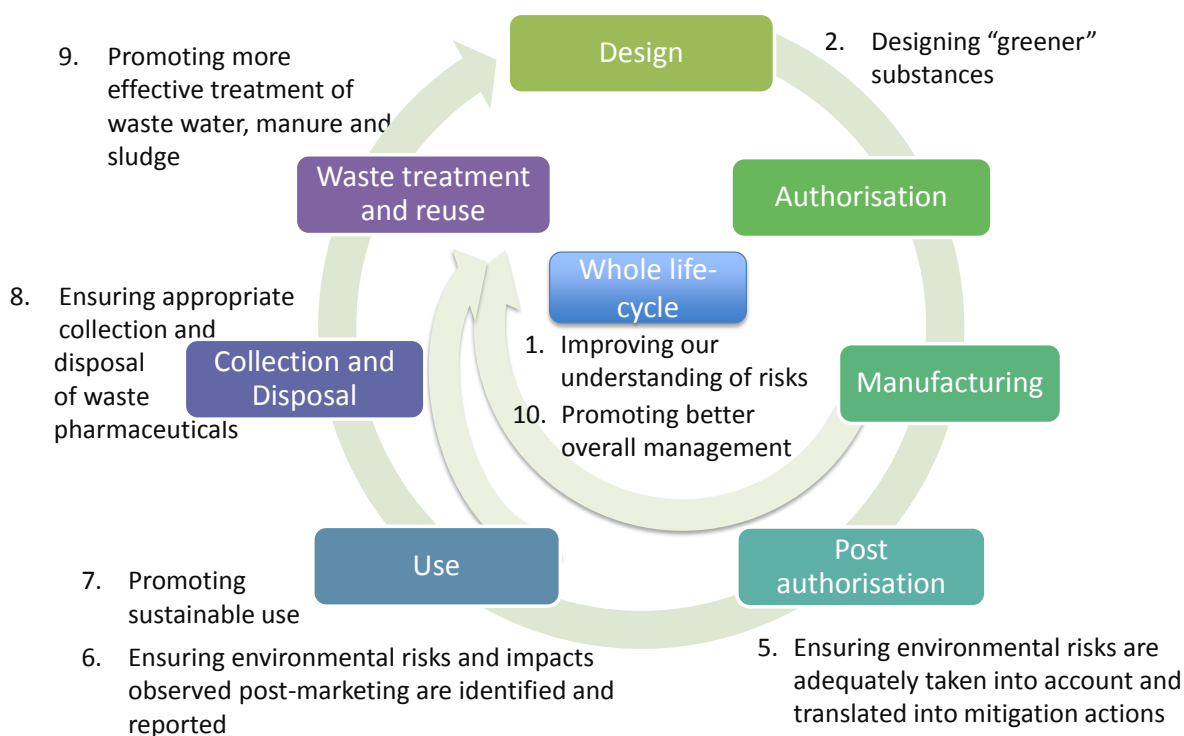 Design
2. Designing “greener”
substances
9. Promoting more
effective treatment of
waste water, manure and
sludge
Waste treatment
and reuse
Authorisation
Whole life-
cycle
8. Ensuring appropriate
collection and
disposal
of waste
pharmaceuticals
Collection and
Disposal
1. Improving our
understanding of risks
10. Promoting better
overall management
Manufacturing
Use
Post
authorisation
7. Promoting
sustainable use
6. Ensuring environmental risks and impacts
observed post-marketing are identified and
reported
5. Ensuring environmental risks are
adequately taken into account and
translated into mitigation actions